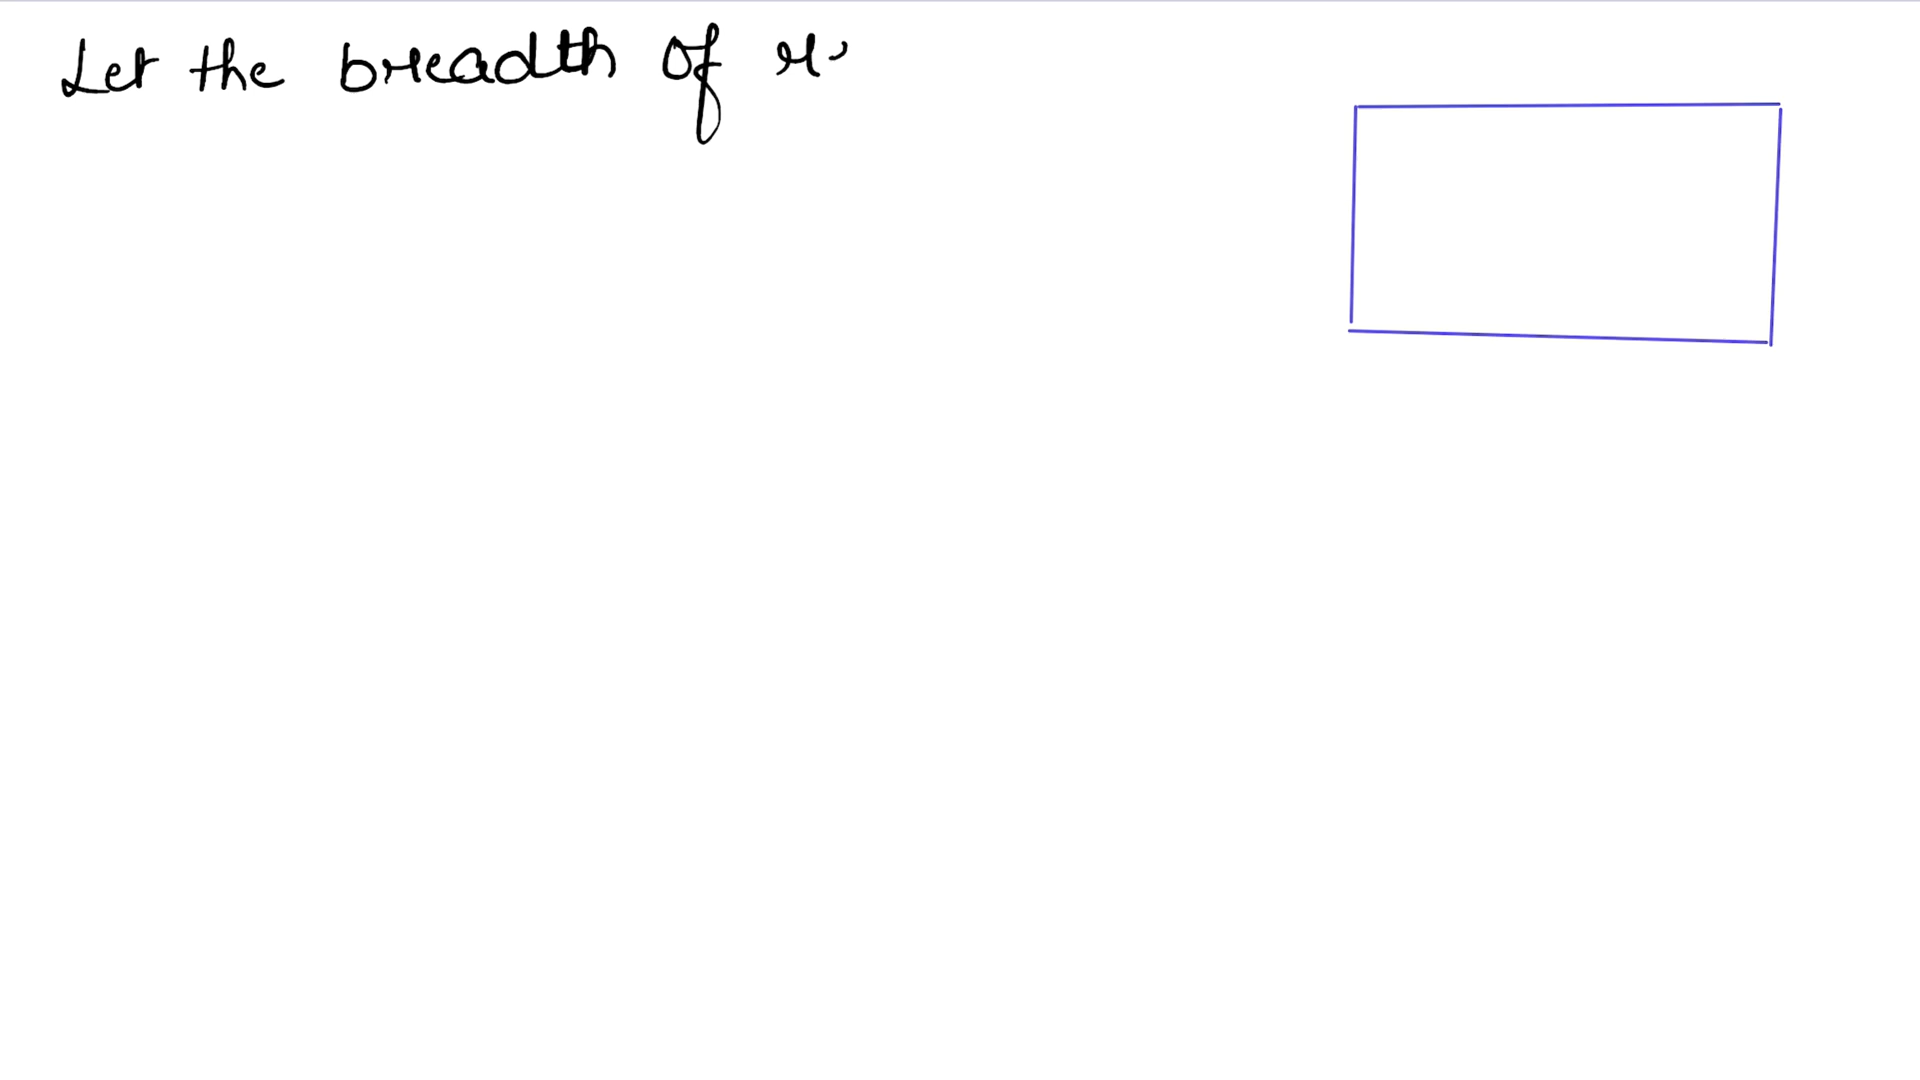 Let the breadth of